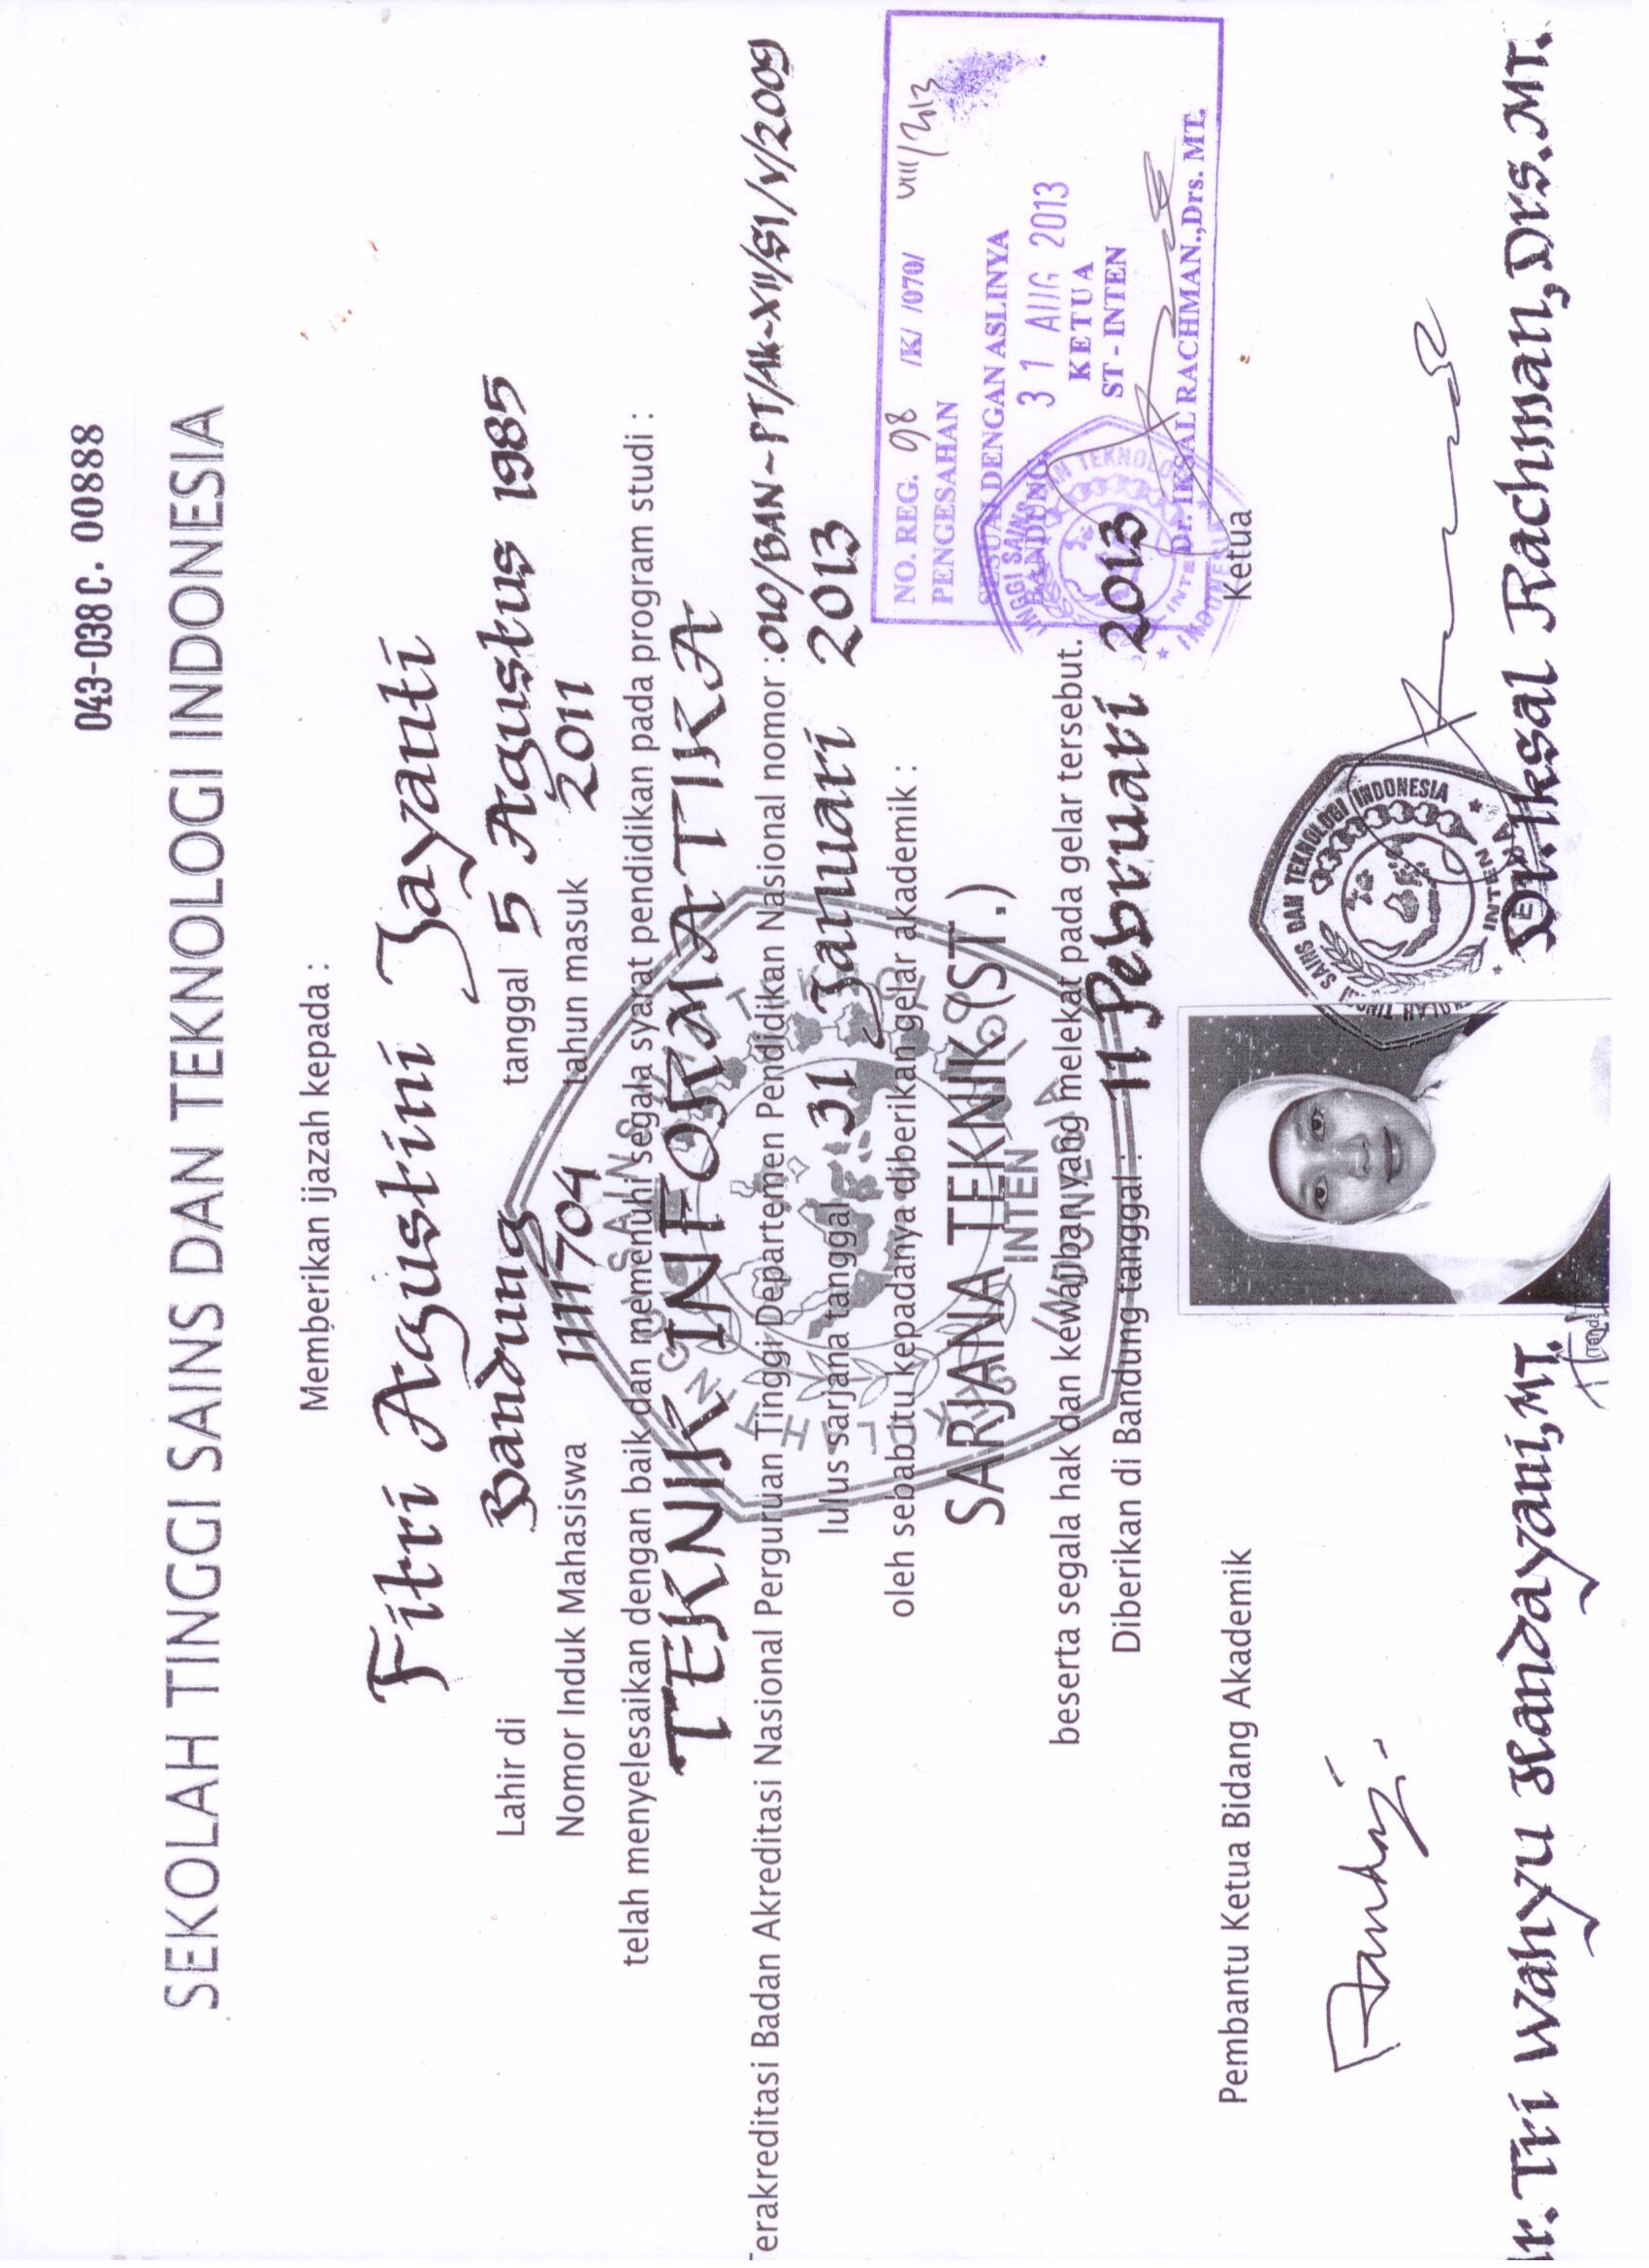 043-038 C. 00888
SEKOLAH TINGGI SAINS DAN TEKNOLOGI INDONESIA
Memberikan ijazah kepada :
Fitri Agustini Jayanti
Lahir di Bandung tanggal 5 Agustus 1985
Nomor Induk Mahasiswa 1111704 tahun masuk 2011
telah menyelesaikan dengan baik dan memenuhi segala syarat pendidikan pada program studi :
TEKNIK INFORMATIKA
Terakreditasi Badan Akreditasi Nasional Perguruan Tinggi Departemen Pendidikan Nasional nomor : 010/BAN-PT/Ak-XII/S1/V/2009
lulus sarjana tanggal 31 Januari 2013
oleh sebab itu kepadanya diberikan gelar akademik :
SARJANA TEKNIK (ST.)
beserta segala hak dan kewajiban yang melekat pada gelar tersebut.
Diberikan di Bandung tanggal : 11 Pebruari 2013
SEKOLAH TINGGI SAINS DAN TEKNOLOGI
INTEN
INDONESIA
NO. REG. 98 /K/ /070/ VIII/2013
PENGESAHAN
SESUAI DENGAN ASLINYA
BANDUNG, 31 AUG 2013
KETUA
ST - INTEN
Dr. IKSAL RACHMAN.,Drs. MT.
TINGGI SAINS DAN TEKNOLOGI
INTEN
INDONESIA
Pembantu Ketua Bidang Akademik
Ketua
SAINS DAN TEKNOLOGI INDONESIA
INTEN
Ir. Tri Wahyu Handayani, MT.
Dr. Iksal Rachman, Drs. MT.
(Tanda